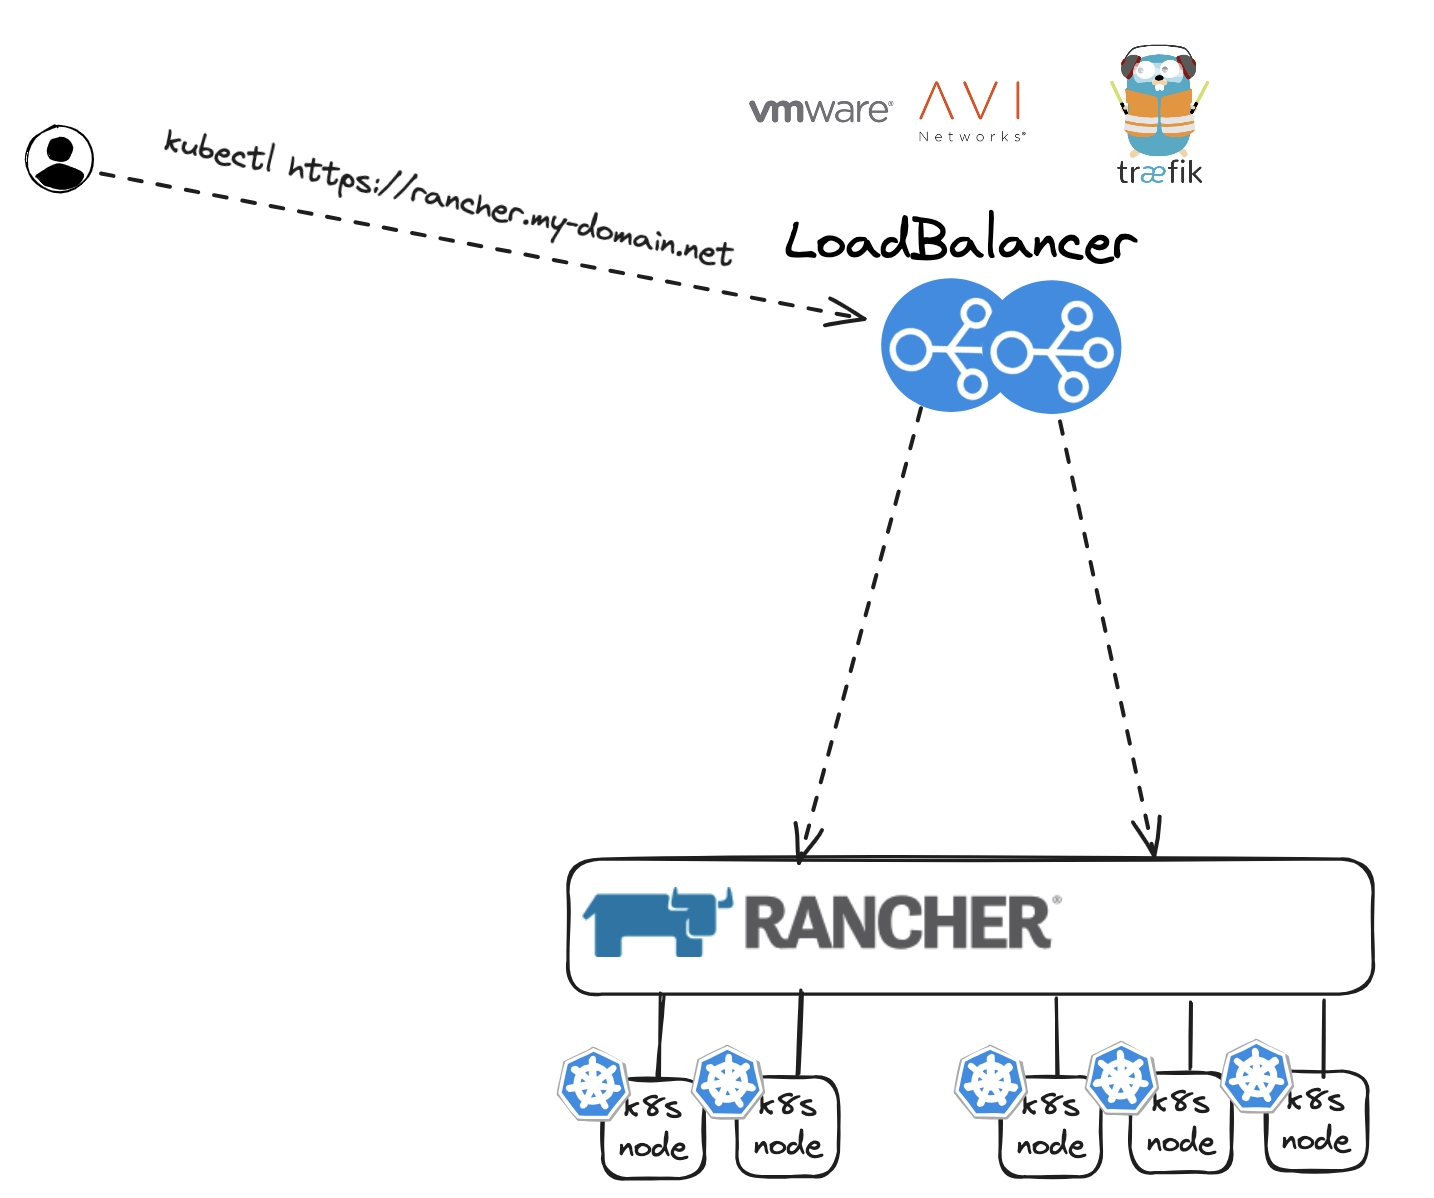 vmware®
AVI
Networks®
træfik
kubectl https://rancher.my-domain.net
LoadBalancer
RANCHER®
k8s
node
k8s
node
k8s
node
k8s
node
k8s
node